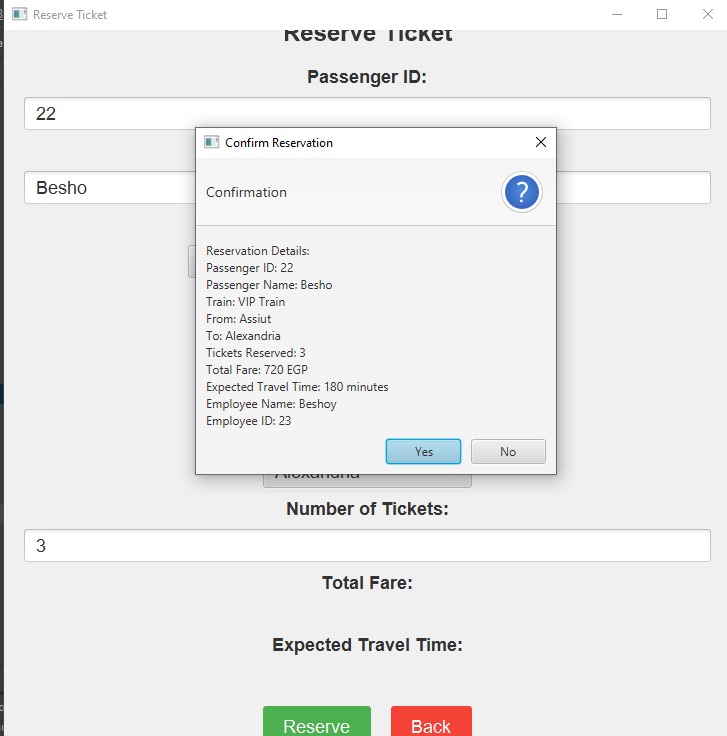 Reserve Ticket
Reserve Ticket
Passenger ID:
22
Besho
Confirm Reservation
Confirmation
?
Reservation Details:
Passenger ID: 22
Passenger Name: Besho
Train: VIP Train
From: Assiut
To: Alexandria
Tickets Reserved: 3
Total Fare: 720 EGP
Expected Travel Time: 180 minutes
Employee Name: Beshoy
Employee ID: 23
Yes No
Alexandria
Number of Tickets:
3
Total Fare:
Expected Travel Time:
Reserve Back